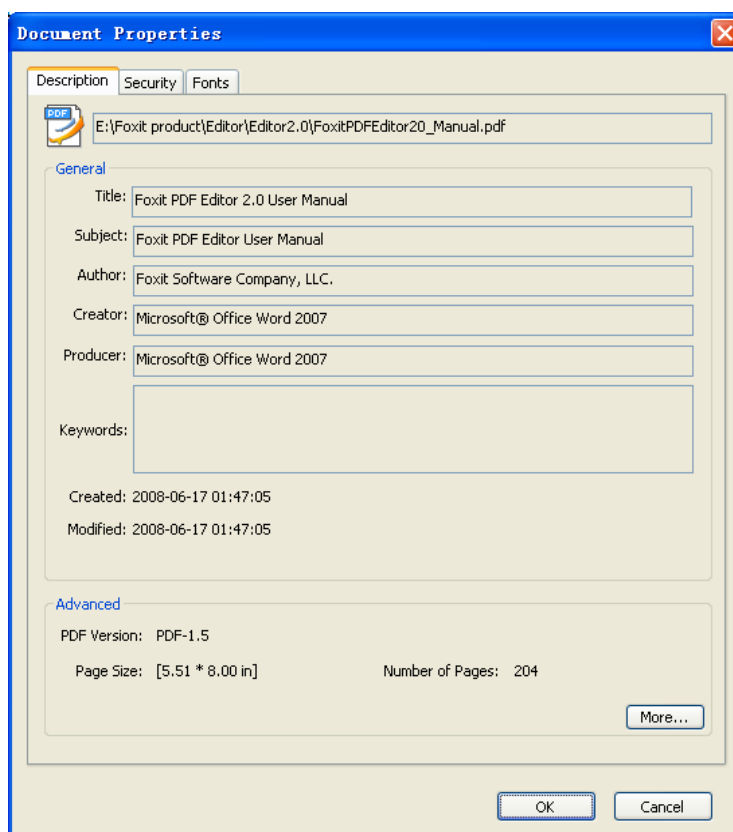 Document Properties
Description Security Fonts
PDF
E:\Foxit product\Editor\Editor2.0\FoxitPDFEditor20_Manual.pdf
General
Title: Foxit PDF Editor 2.0 User Manual
Subject: Foxit PDF Editor User Manual
Author: Foxit Software Company, LLC.
Creator: Microsoft® Office Word 2007
Producer: Microsoft® Office Word 2007
Keywords:
Created: 2008-06-17 01:47:05
Modified: 2008-06-17 01:47:05
Advanced
PDF Version: PDF-1.5
Page Size: [5.51 * 8.00 in] Number of Pages: 204
More...
OK Cancel